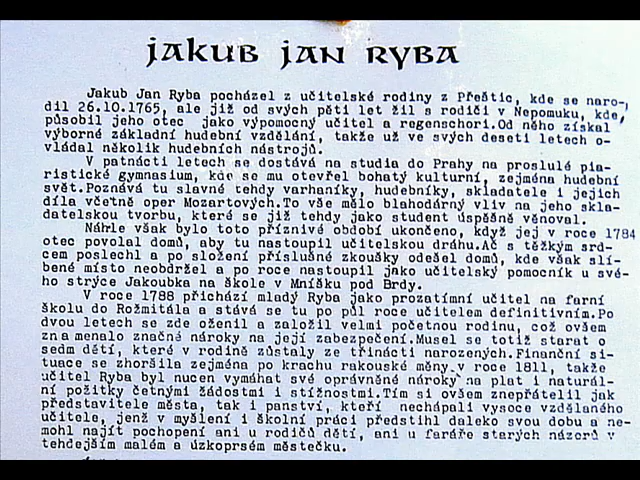 JAKUB JAN RYBA
Jakub Jan Ryba pocházel z učitelské rodiny z Přeštic, kde se naro-
dil 26.10.1765, ale již od svých pěti let žil s rodiči v Nepomuku, kde,
působil jeho otec jako výpomocný učitel a regenschori.Od něho získal
výborné základní hudební vzdělání, takže už ve svých deseti letech o-
vládal několik hudebních nástrojů.
V patnácti letech se dostává na studia do Prahy na proslulé pia-
ristické gymnasium, kde se mu otevřel bohatý kulturní, zejména hudební
svět.Poznává tu slavné tehdy varhaníky, hudebníky, skladatele i jejich
díla včetně oper Mozartových.To vše mělo blahodárný vliv na jeho skla-
datelskou tvorbu, které se již tehdy jako student úspěšně věnoval.
Náhle však bylo toto příznivé období ukončeno, když jej v roce 1784
otec povolal domů, aby tu nastoupil učitelskou dráhu.Ač s těžkým srd-
cem poslechl a po složení příslušné zkoušky odešel domů, kde však slí-
bené místo neobdržel a po roce nastoupil jako učitelský pomocník u své-
ho strýce Jakoubka na škole v Mníšku pod Brdy.
V roce 1788 přichází mladý Ryba jako prozatímní učitel na farní
školu do Rožmitála a stává se tu po půl roce učitelem definitivním.Po
dvou letech se zde oženil a založil velmi početnou rodinu, což ovšem
znamenalo značné nároky na její zabezpečení.Musel se totiž starat o
sedm dětí, které v rodině zůstaly ze třinácti narozených.Finanční si-
tuace se zhoršila zejména po krachu rakouské měny v roce 1811, takže
učitel Ryba byl nucen vymáhat své oprávněné nároky na plat i naturál-
ní požitky četnými žádostmi i stížnostmi.Tím si ovšem znepřátelil jak
představitele města, tak i panství, kteří nechápali vysoce vzdělaného
učitele, jenž v myšlení i školní práci předstihl daleko svou dobu a ne-
mohl najít pochopení ani u rodičů dětí, ani u faráře starých názorů v
tehdejším malém a úzkoprsém městečku.